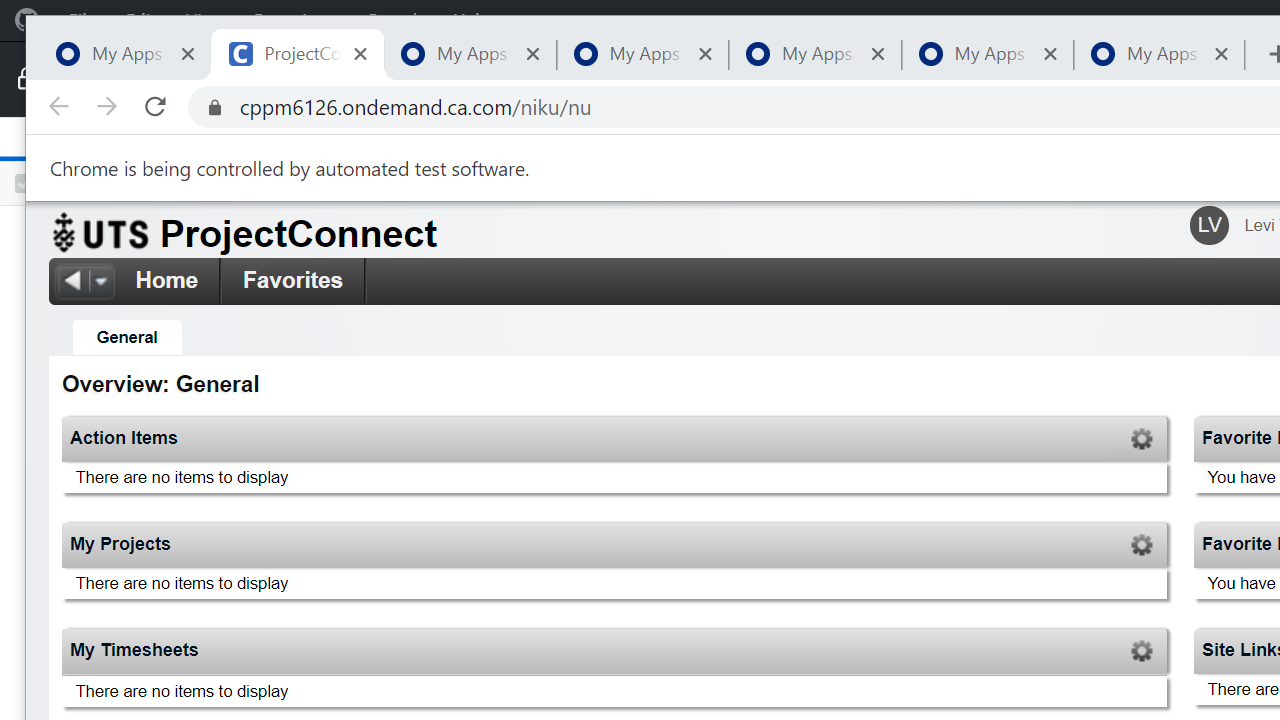 My Apps
ProjectCo
My Apps
My Apps
My Apps
My Apps
My Apps
cppm6126.ondemand.ca.com/niku/nu
Chrome is being controlled by automated test software.
UTS ProjectConnect
LV Levi
Home Favorites
General
Overview: General
Action Items
Favorite
There are no items to display
You have
My Projects
Favorite
There are no items to display
You have
My Timesheets
Site Links
There are no items to display
There are